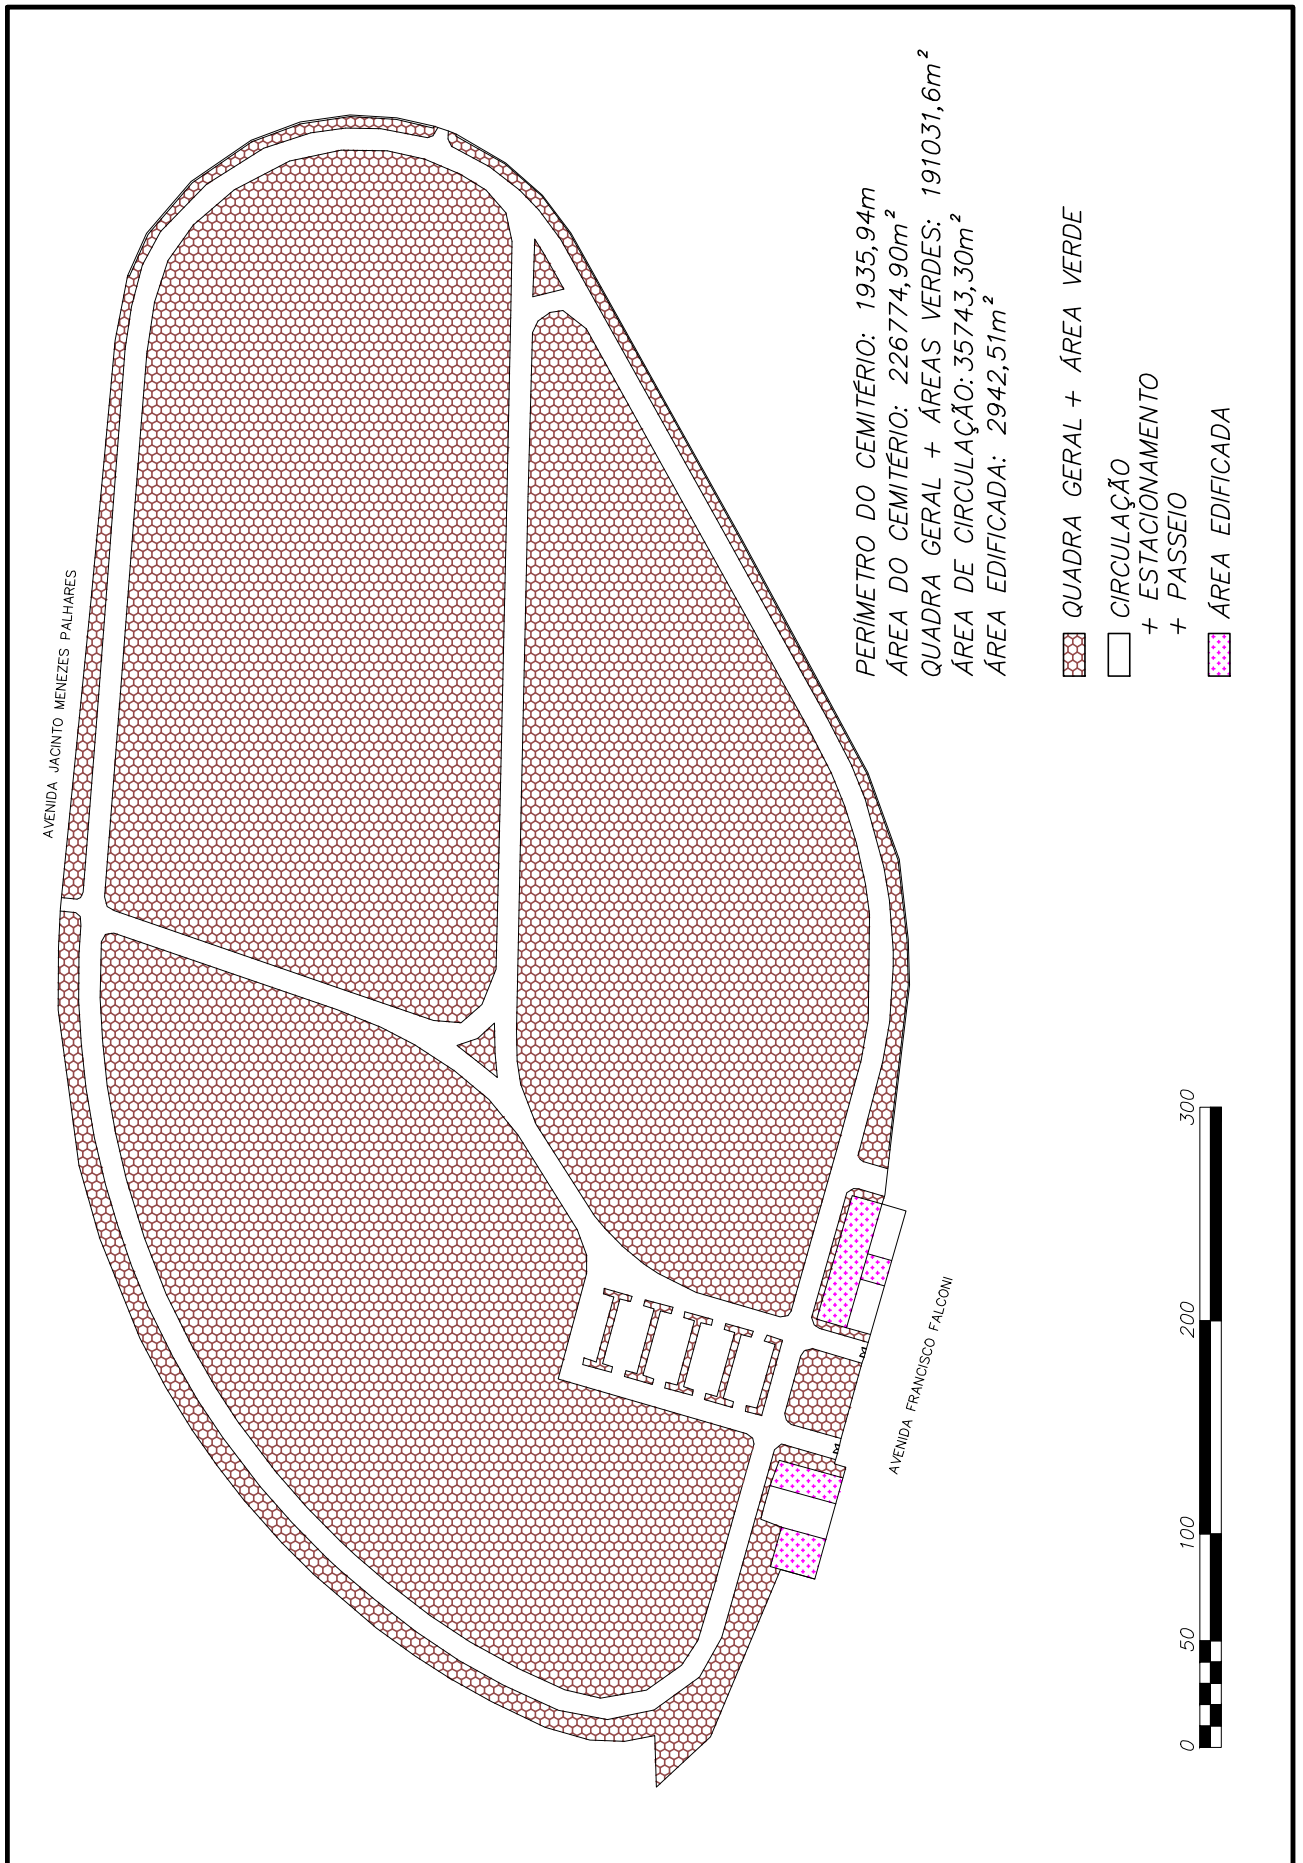 AVENIDA JACINTO MENEZES PALHARES
PERÍMETRO DO CEMITÉRIO: 1935,94m
ÁREA DO CEMITÉRIO: 226774,90m²
QUADRA GERAL + ÁREAS VERDES: 191031,6m²
ÁREA DE CIRCULAÇÃO: 35743,30m²
ÁREA EDIFICADA: 2942,51m²
QUADRA GERAL + ÁREA VERDE
CIRCULAÇÃO
+ ESTACIONAMENTO
+ PASSEIO
ÁREA EDIFICADA
AVENIDA FRANCISCO FALCONI
0 50 100 200 300